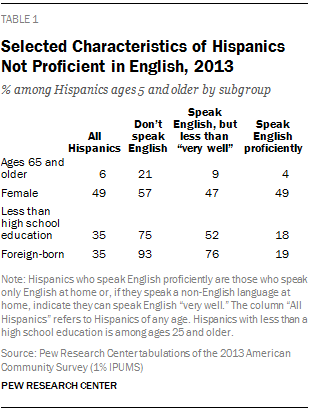 TABLE 1
Selected Characteristics of Hispanics
Not Proficient in English, 2013
% among Hispanics ages 5 and older by subgroup
All Hispanics Don't speak English Speak English, but less than “very well” Speak English proficiently
Ages 65 and older 6 21 9 4
Female 49 57 47 49
Less than high school education 35 75 52 18
Foreign-born 35 93 76 19
Note: Hispanics who speak English proficiently are those who
speak only English at home or, if they speak a non-English language at
home, indicate they can speak English “very well.” The column “All
Hispanics” refers to Hispanics of any age. Hispanics with less than a
high school education is among ages 25 and older.
Source: Pew Research Center tabulations of the 2013 American
Community Survey (1% IPUMS)
PEW RESEARCH CENTER